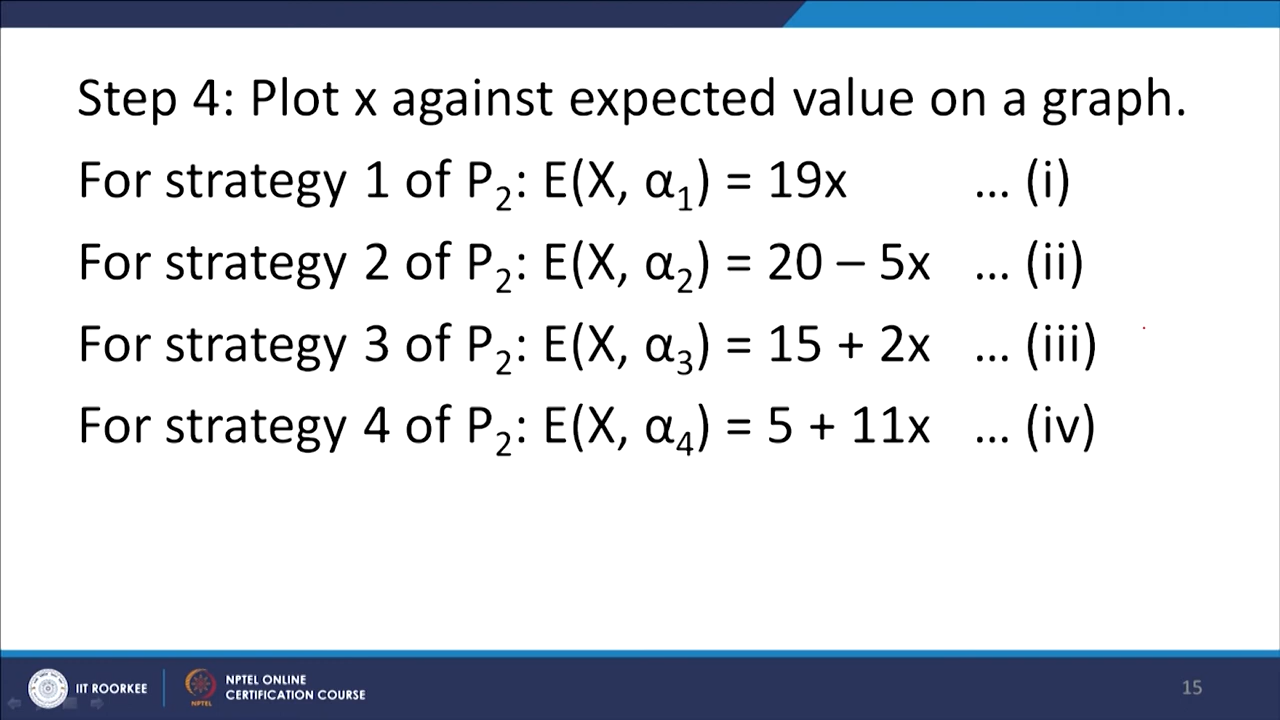 Step 4: Plot x against expected value on a graph.
For strategy 1 of P₂: E(X, α₁) = 19x … (i)
For strategy 2 of P₂: E(X, α₂) = 20 – 5x … (ii)
For strategy 3 of P₂: E(X, α₃) = 15 + 2x … (iii)
For strategy 4 of P₂: E(X, α₄) = 5 + 11x … (iv)
IIT ROORKEE
NPTEL
NPTEL ONLINE
CERTIFICATION COURSE
15